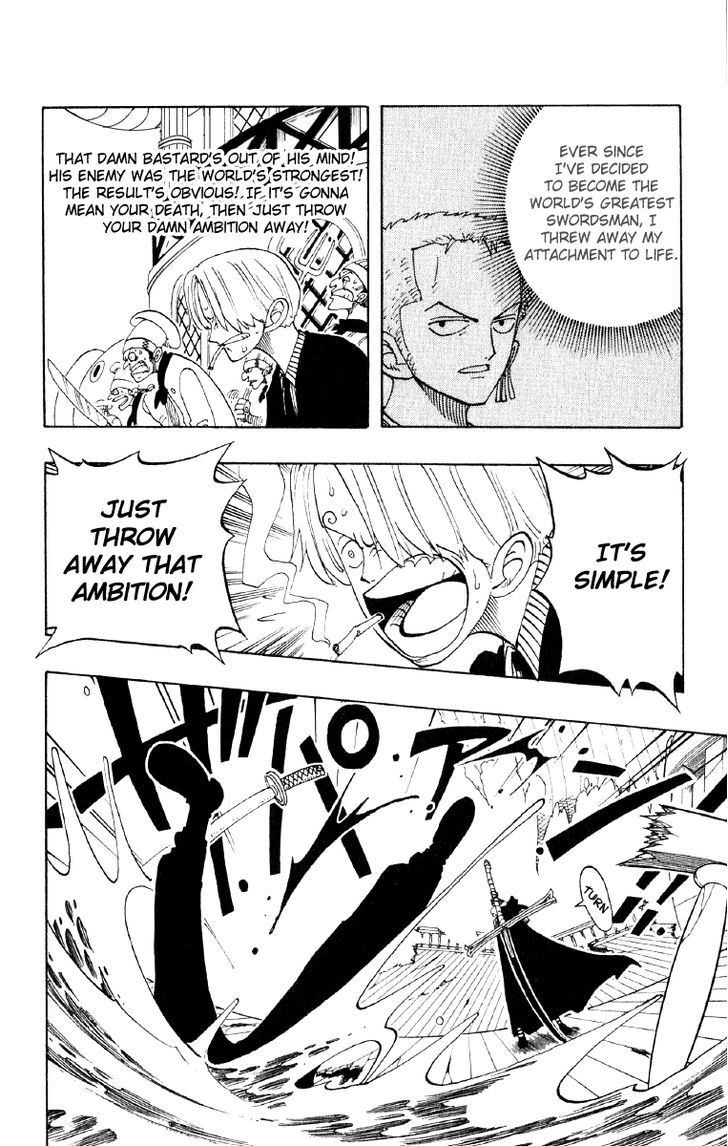 EVER SINCE
I'VE DECIDED
TO BECOME THE
WORLD'S GREATEST
SWORDSMAN, I
THREW AWAY MY
ATTACHMENT TO LIFE.
THAT DAMN BASTARD'S OUT OF HIS MIND!
HIS ENEMY WAS THE WORLD'S STRONGEST!
THE RESULT'S OBVIOUS! IF IT'S GONNA
MEAN YOUR DEATH, THEN JUST THROW
YOUR DAMN AMBITION AWAY!
IT'S
SIMPLE!
JUST
THROW
AWAY THAT
AMBITION!
TURN